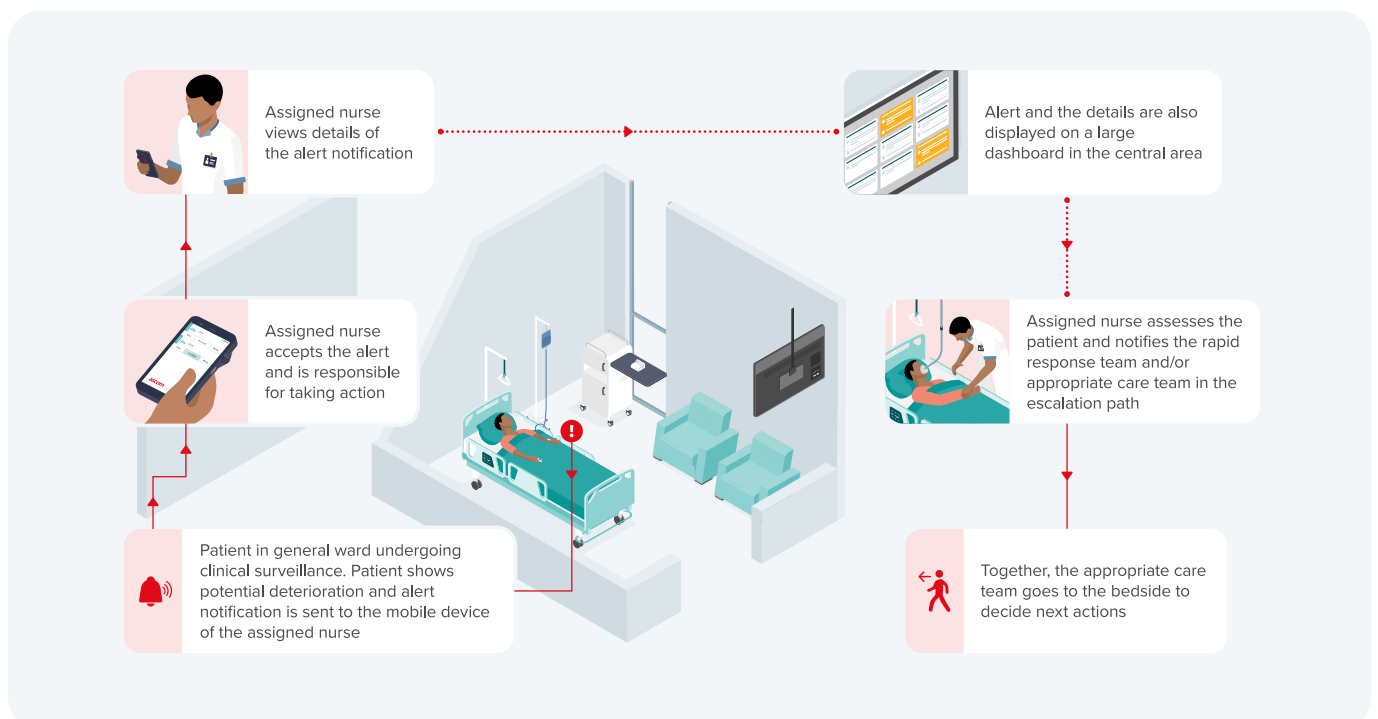 Assigned nurse
views details of
the alert notification
Alert and the details are also
displayed on a large
dashboard in the central area
Assigned nurse
accepts the alert
and is responsible
for taking action
ascom
Assigned nurse assesses the
patient and notifies the rapid
response team and/or
appropriate care team in the
escalation path
!
Patient in general ward undergoing
clinical surveillance. Patient shows
potential deterioration and alert
notification is sent to the mobile device
of the assigned nurse
Together, the appropriate care
team goes to the bedside to
decide next actions